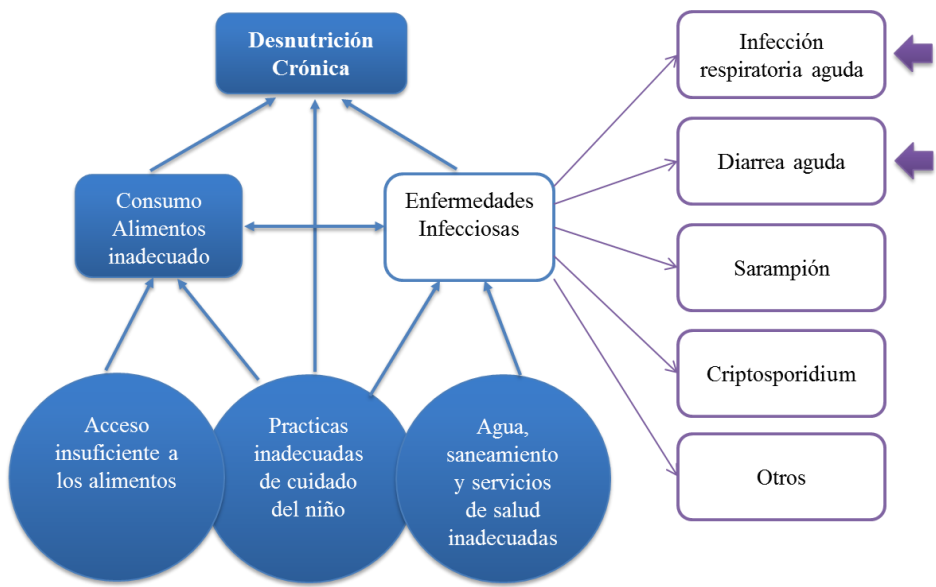 Desnutrición
Crónica
Consumo
Alimentos
inadecuado
Enfermedades
Infecciosas
Acceso
insuficiente a
los alimentos
Practicas
inadecuadas
de cuidado
del niño
Agua,
saneamiento
y servicios
de salud
inadecuadas
Infección
respiratoria aguda
Diarrea aguda
Sarampión
Criptosporidium
Otros